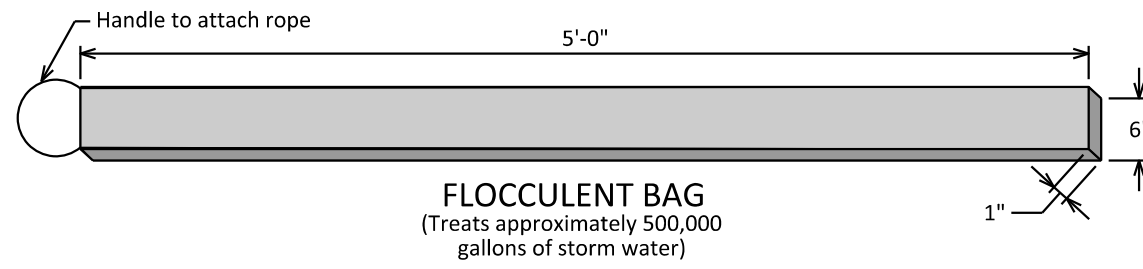 Handle to attach rope
5'-0"
6
1"
FLOCCULENT BAG
(Treats approximately 500,000
gallons of storm water)